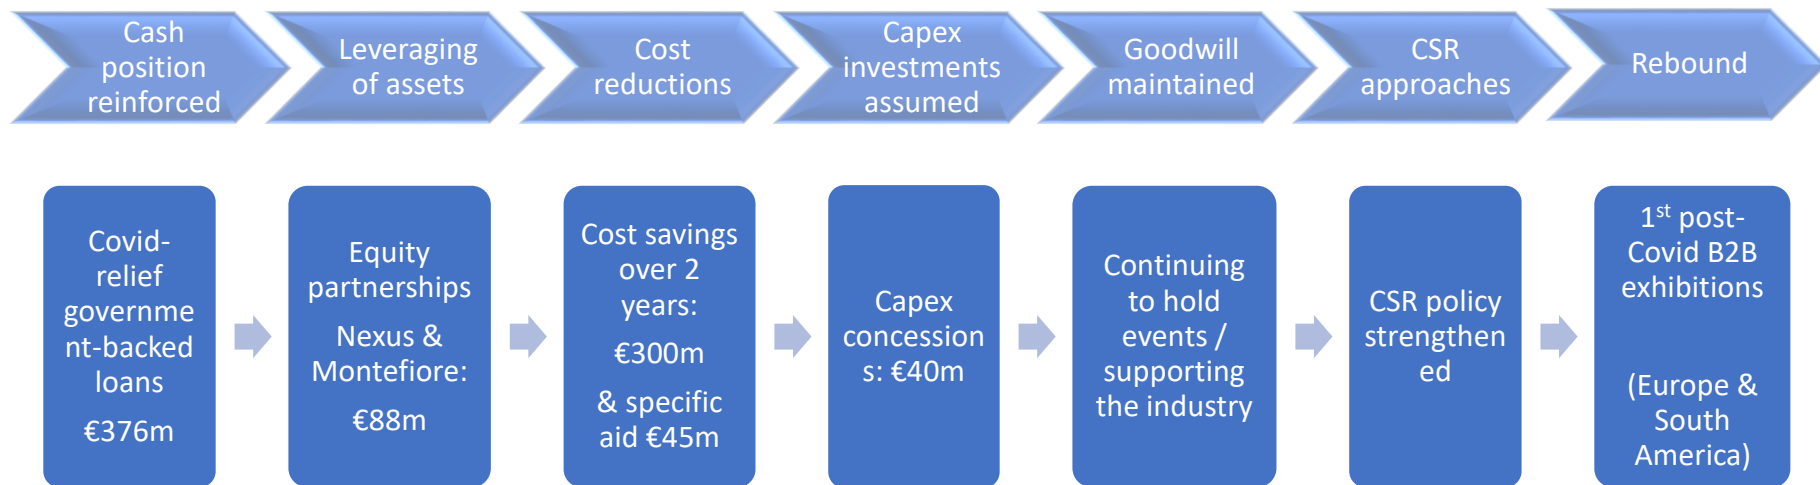 Cash
position
reinforced
Leveraging
of assets
Cost
reductions
Capex
investments
assumed
Goodwill
maintained
CSR
approaches
Rebound
Covid-
relief
governme
nt-backed
loans
€376m
Equity
partnerships
Nexus &
Montefiore:
€88m
Cost savings
over 2
years:
€300m
& specific
aid €45m
Capex
concession
s: €40m
Continuing
to hold
events /
supporting
the industry
CSR policy
strengthen
ed
1st post-
Covid B2B
exhibitions
(Europe &
South
America)